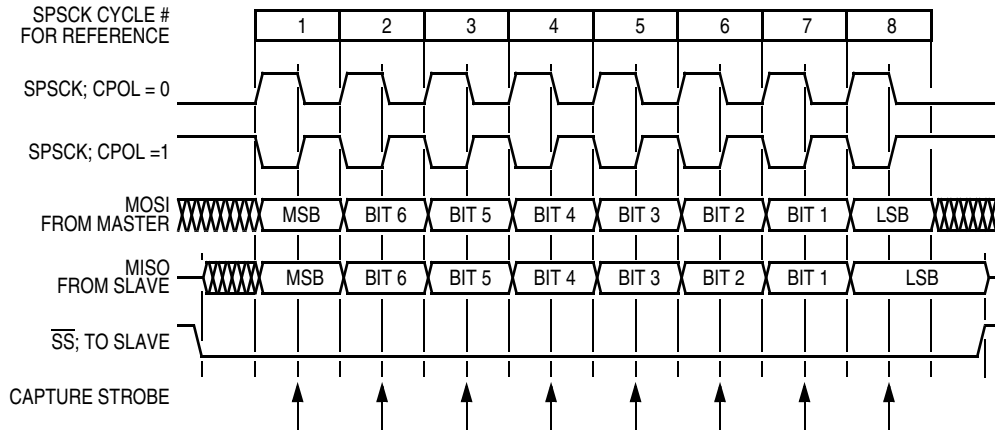 SPSCK CYCLE #
FOR REFERENCE
1 2 3 4 5 6 7 8
SPSCK; CPOL = 0
SPSCK; CPOL =1
MOSI
FROM MASTER
MSB BIT 6 BIT 5 BIT 4 BIT 3 BIT 2 BIT 1 LSB
MISO
FROM SLAVE
MSB BIT 6 BIT 5 BIT 4 BIT 3 BIT 2 BIT 1 LSB
SS; TO SLAVE
CAPTURE STROBE